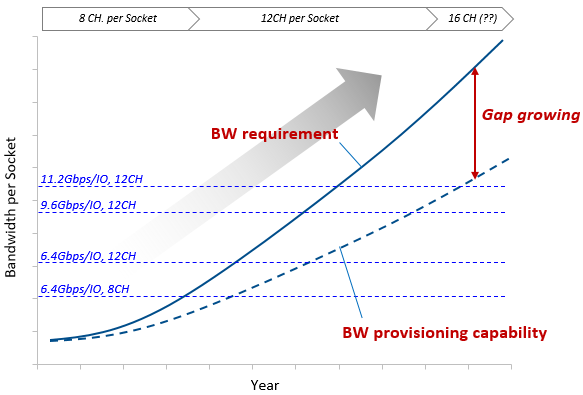 8 CH. per Socket
12CH per Socket
16 CH (??)
BW requirement
Gap growing
11.2Gbps/IO, 12CH
9.6Gbps/IO, 12CH
6.4Gbps/IO, 12CH
6.4Gbps/IO, 8CH
BW provisioning capability
Bandwidth per Socket
Year